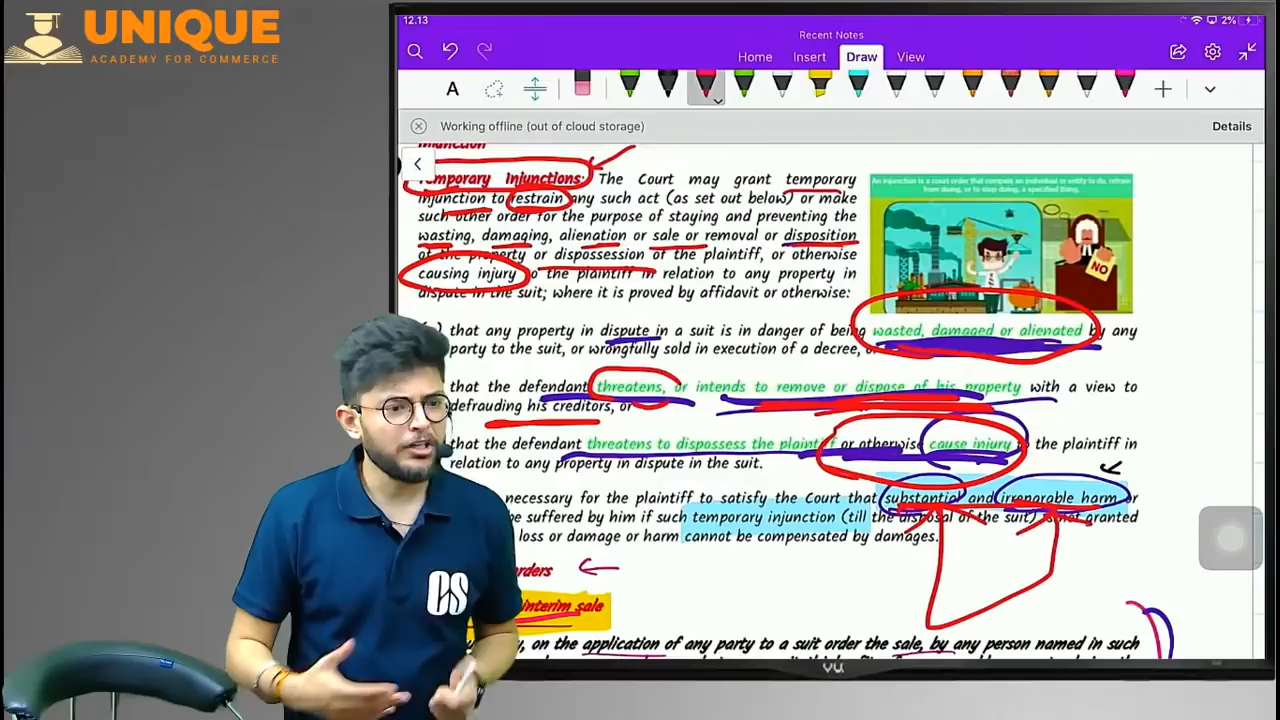 UNIQUE
ACADEMY FOR COMMERCE
12.13
2%
Recent Notes
Home Insert Draw View
A
Working offline (out of cloud storage)
Details
Injunction
Temporary Injunctions: The Court may grant temporary
injunction to restrain any such act (as set out below) or make
such other order for the purpose of staying and preventing the
wasting, damaging, alienation or sale or removal or disposition
of the property or dispossession of the plaintiff, or otherwise
causing injury to the plaintiff in relation to any property in
dispute in the suit; where it is proved by affidavit or otherwise:
An injunction is a court order that compels an individual or entity to do, refrain
from doing, or to stop doing, a specified thing.
NO
that any property in dispute in a suit is in danger of being wasted, damaged or alienated by any
party to the suit, or wrongfully sold in execution of a decree,
that the defendant threatens, or intends to remove or dispose of his property with a view to
defrauding his creditors, or
that the defendant threatens to dispossess the plaintiff or otherwise cause injury to the plaintiff in
relation to any property in dispute in the suit.
necessary for the plaintiff to satisfy the Court that substantial and irreparable harm or
be suffered by him if such temporary injunction (till the disposal of the suit) is not granted
loss or damage or harm cannot be compensated by damages.
orders
interim sale
on the application of any party to a suit order the sale, by any person named in such
CS
vu